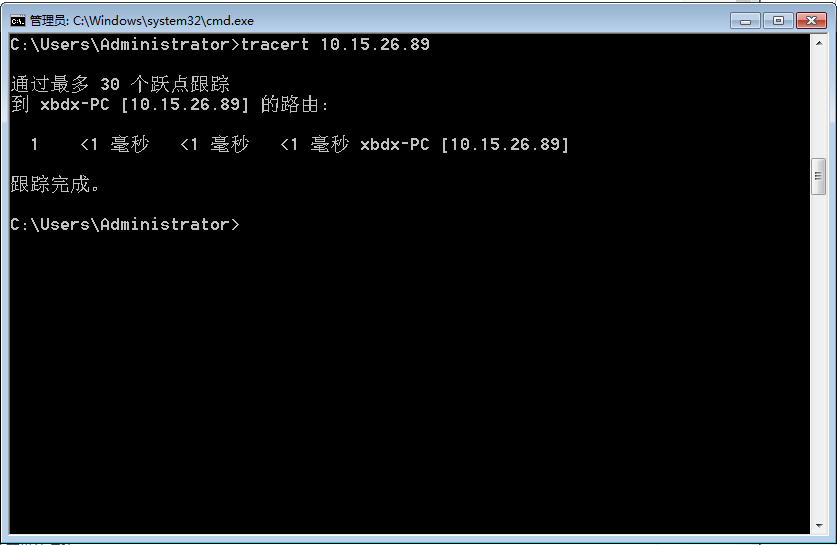 管理员: C:\Windows\system32\cmd.exe
C:\Users\Administrator>tracert 10.15.26.89
通过最多 30 个跃点跟踪
到 xbdx-PC [10.15.26.89] 的路由:
1 <1 毫秒 <1 毫秒 <1 毫秒 xbdx-PC [10.15.26.89]
跟踪完成。
C:\Users\Administrator>